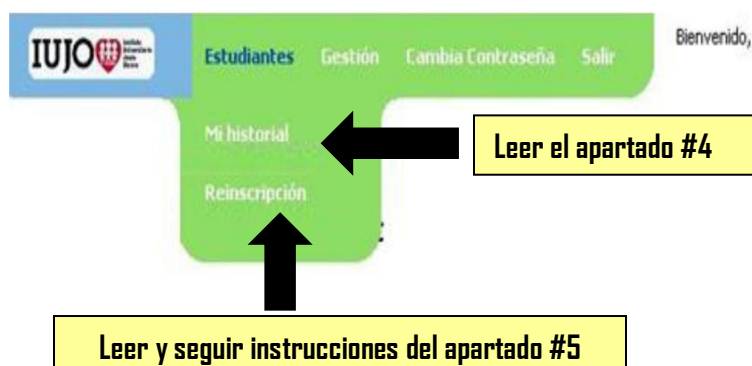 IUJO
Estudiantes Gestión Cambia Contraseña Salir
Bienvenido,
Mi historial
Leer el apartado #4
Reinscripción
Leer y seguir instrucciones del apartado #5